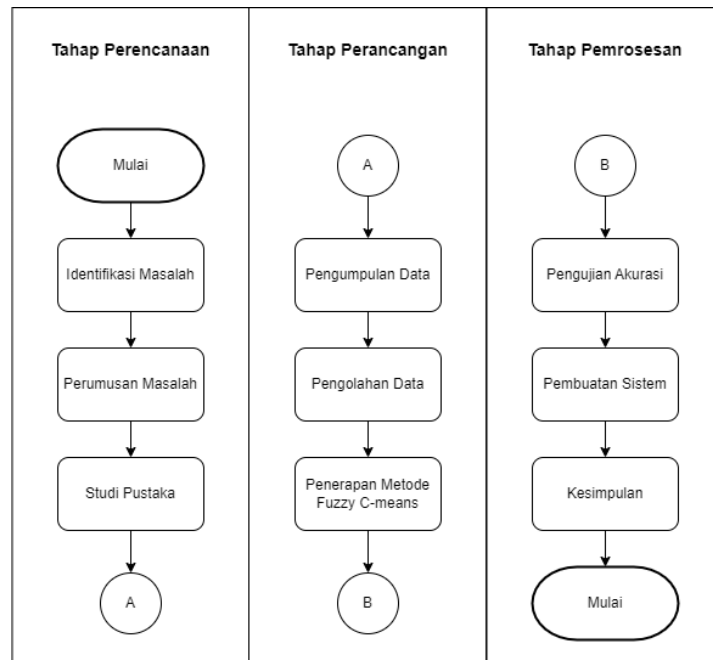 Tahap Perencanaan
Mulai
Identifikasi Masalah
Perumusan Masalah
Studi Pustaka
A
Tahap Perancangan
A
Pengumpulan Data
Pengolahan Data
Penerapan Metode
Fuzzy C-means
B
Tahap Pemrosesan
B
Pengujian Akurasi
Pembuatan Sistem
Kesimpulan
Mulai